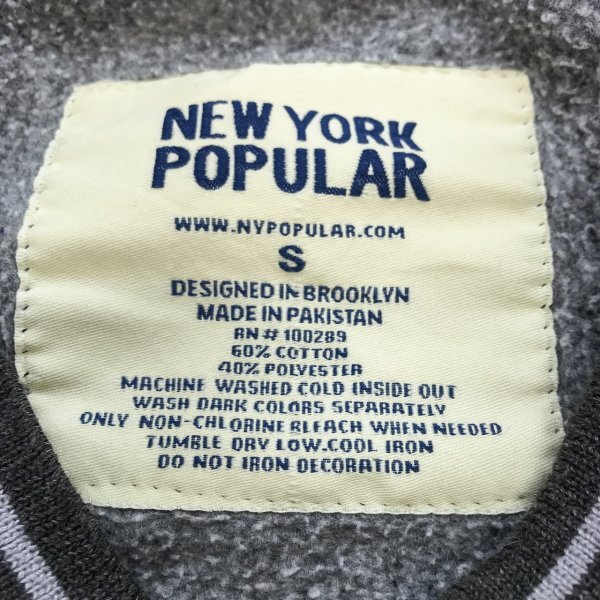 NEW YORK
POPULAR
WWW.NYPOPULAR.COM
S
DESIGNED IN BROOKLYN
MADE IN PAKISTAN
RN# 100289
60% COTTON
40% POLYESTER
MACHINE WASHED COLD INSIDE OUT
WASH DARK COLORS SEPARATELY
ONLY NON-CHLORINE BLEACH WHEN NEEDED
TUMBLE DRY LOW.COOL IRON
DO NOT IRON DECORATION